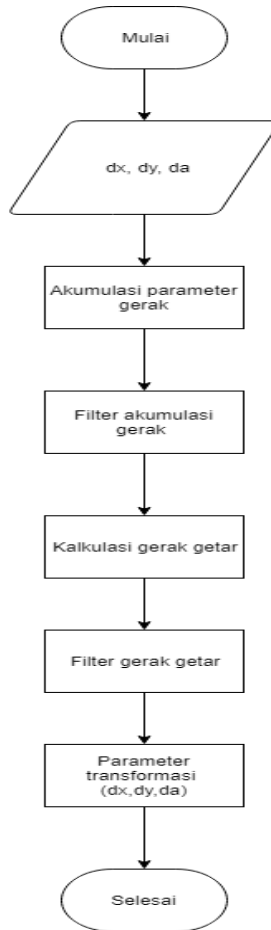 Mulai
dx, dy, da
Akumulasi parameter
gerak
Filter akumulasi
gerak
Kalkulasi gerak getar
Filter gerak getar
Parameter
transformasi
(dx,dy,da)
Selesai